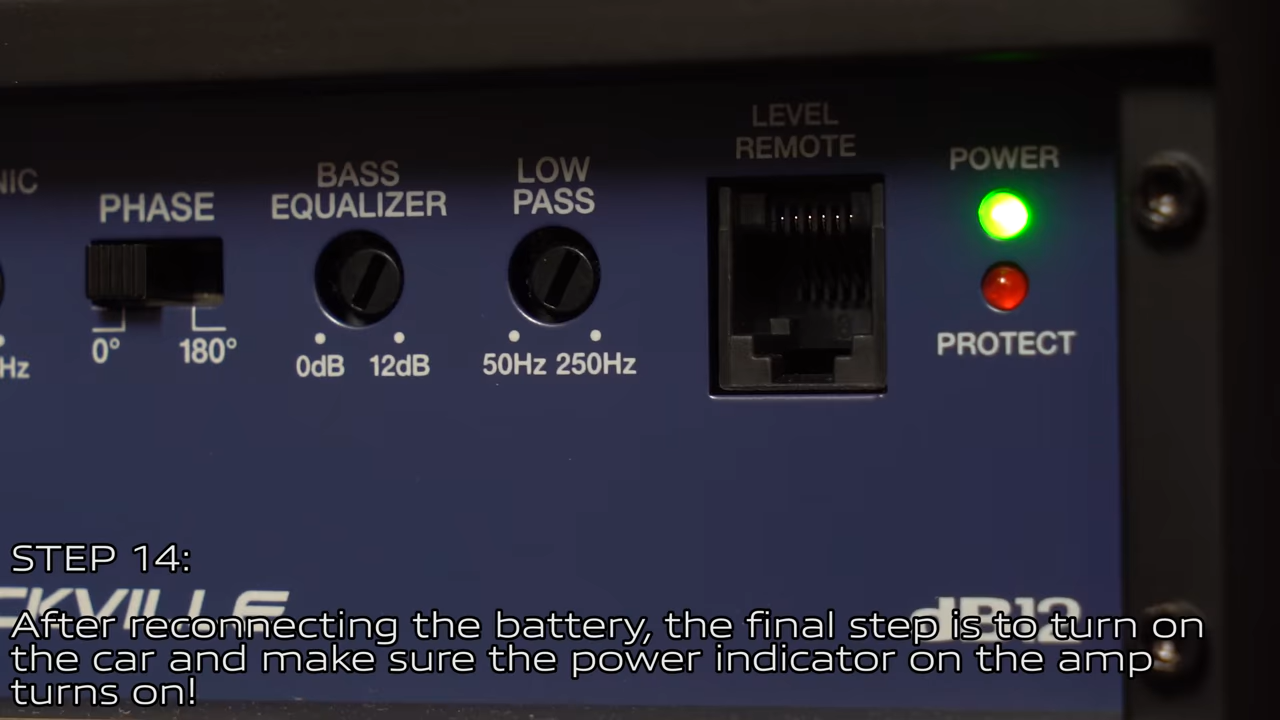 NIC
PHASE
BASS
EQUALIZER
LOW
PASS
LEVEL
REMOTE
POWER
Hz
0° 180°
0dB 12dB
50Hz 250Hz
PROTECT
STEP 14:
CKVILLE
dB12
After reconnecting the battery, the final step is to turn on
the car and make sure the power indicator on the amp
turns on!